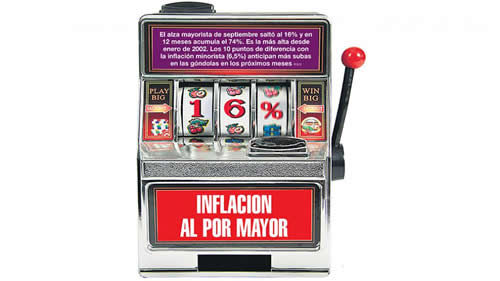 El alza mayorista de septiembre saltó al 16% y en
12 meses acumula el 74%. Es la más alta desde
enero de 2002. Los 10 puntos de diferencia con
la inflación minorista (6,5%) anticipan más subas
en las góndolas en los próximos meses
PLAY BIG
WIN BIG
16%
INFLACION
AL POR MAYOR